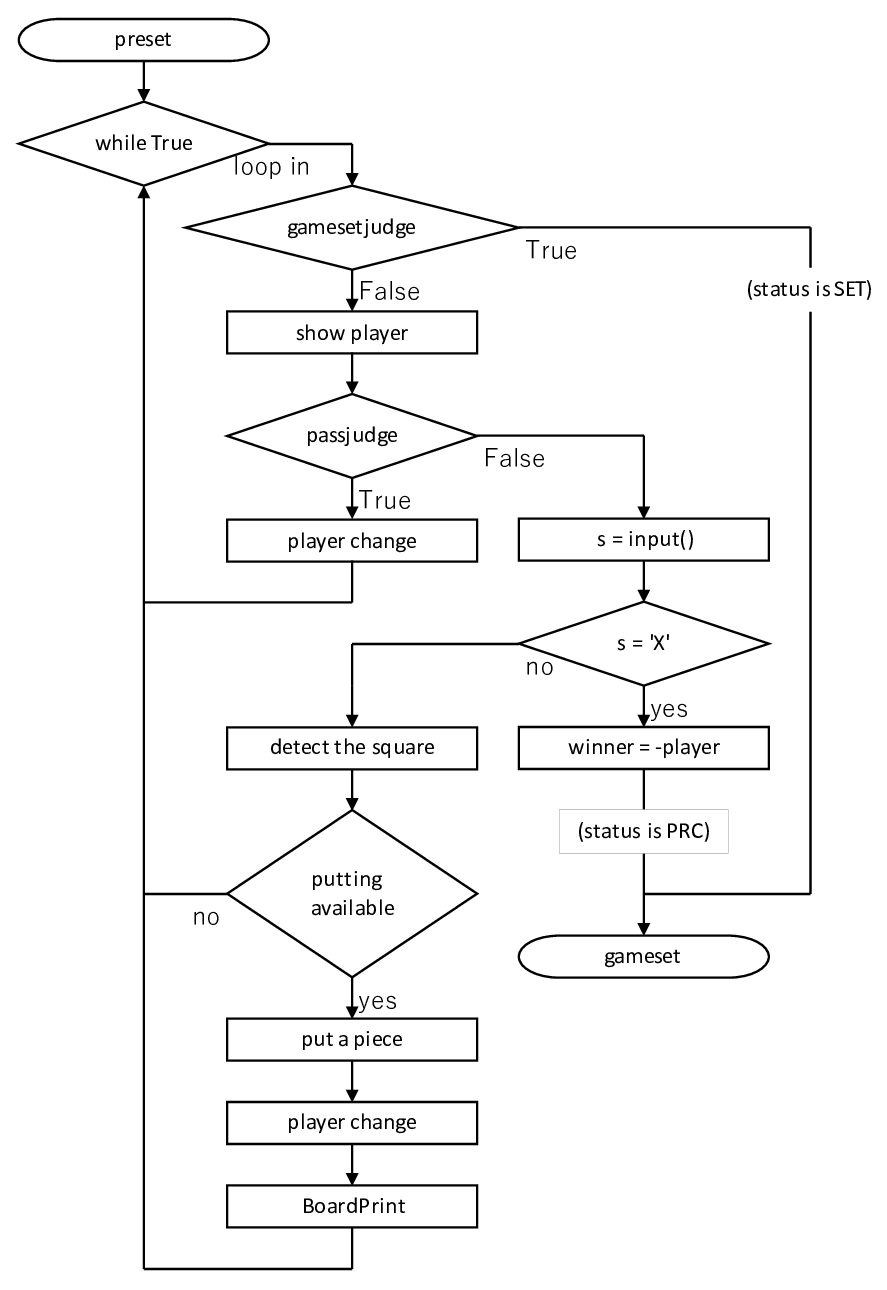 preset
while True
loop in
gamesetjudge
True
(status is SET)
False
show player
passjudge
False
True
player change
s = input()
s = 'X'
no
yes
detect the square
winner = -player
(status is PRC)
putting
available
no
gameset
yes
put a piece
player change
BoardPrint